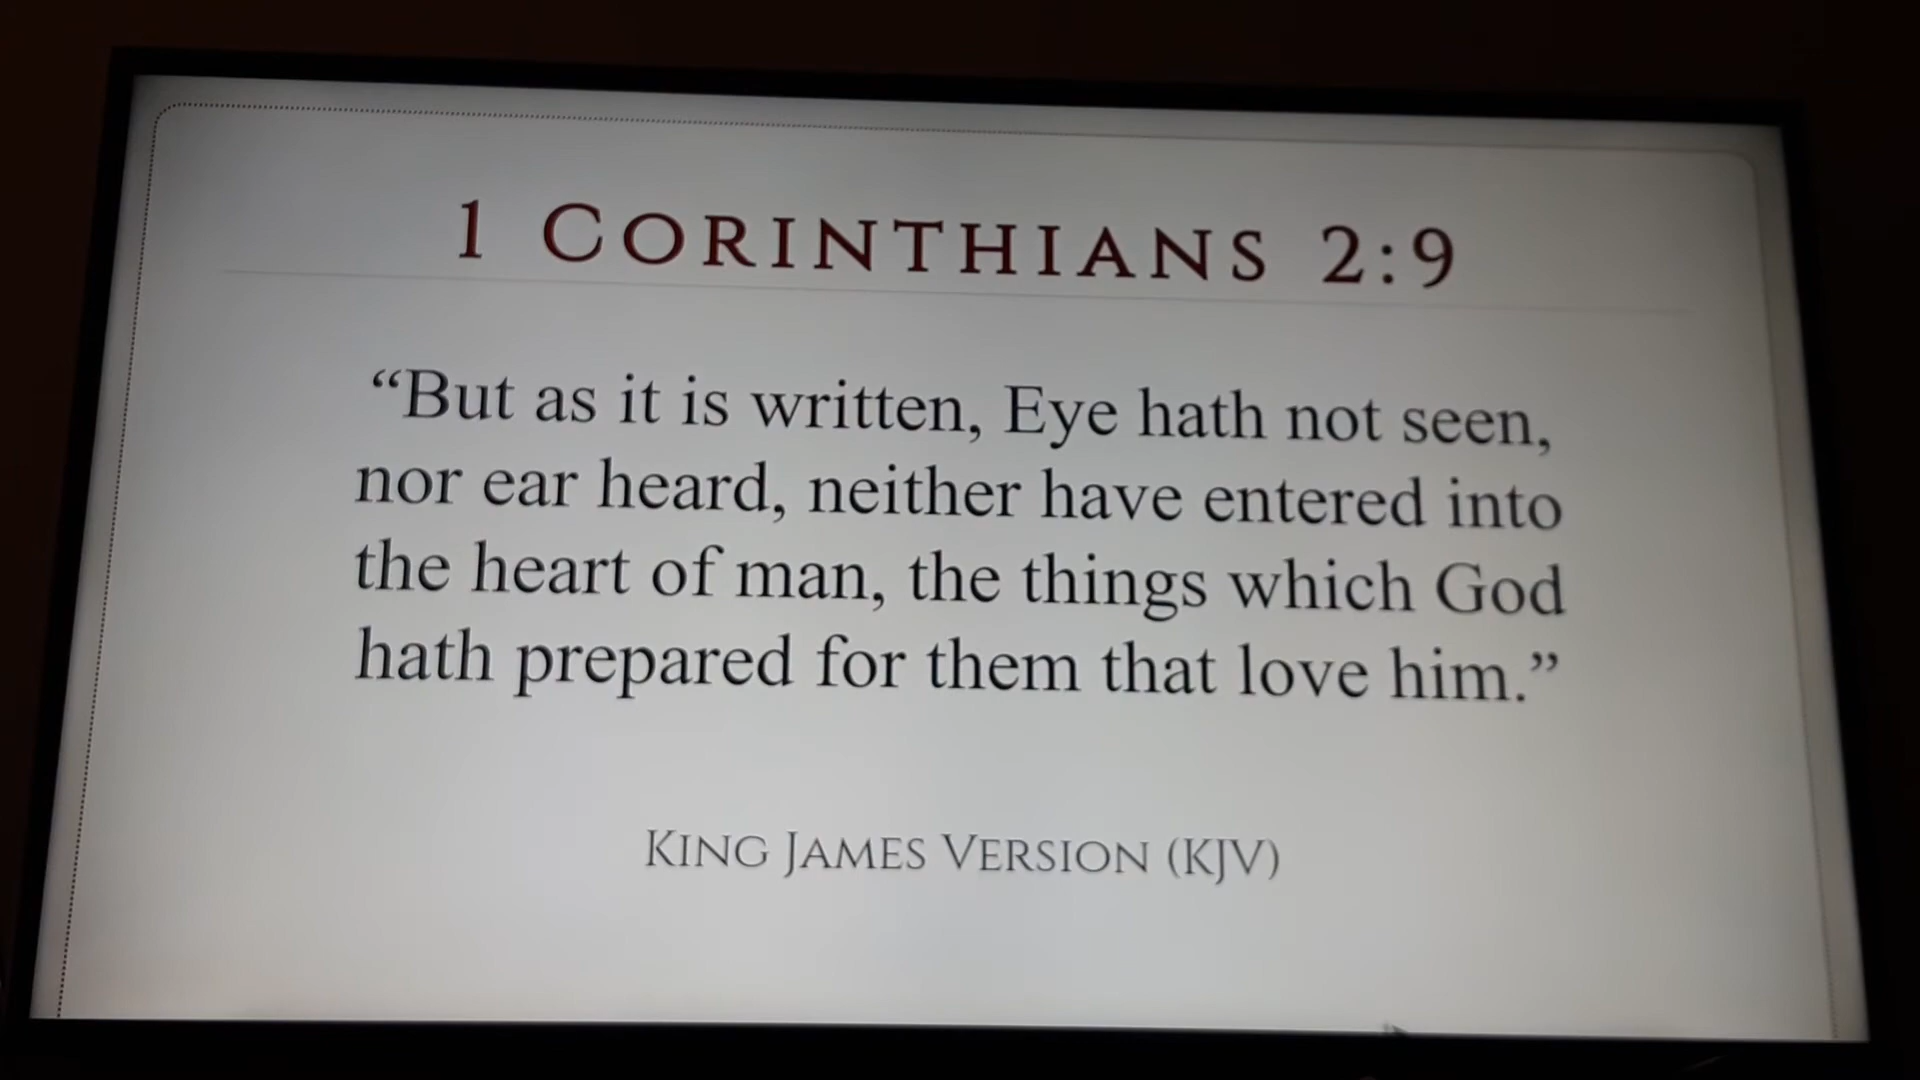 1 CORINTHIANS 2:9
“But as it is written, Eye hath not seen,
nor ear heard, neither have entered into
the heart of man, the things which God
hath prepared for them that love him.”
KING JAMES VERSION (KJV)